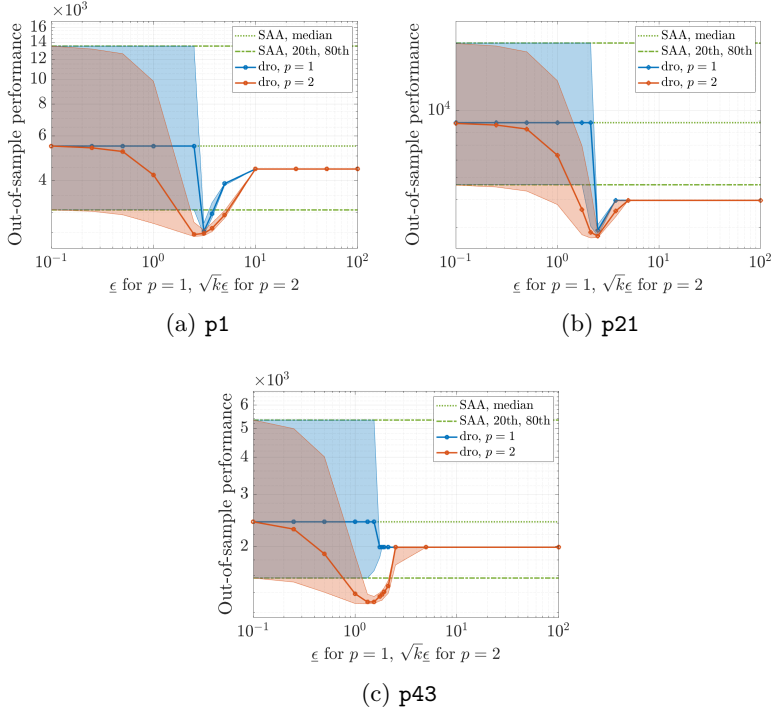 ×10³
16
14
12
10
8
6
4
Out-of-sample performance
SAA, median
SAA, 20th, 80th
dro, p = 1
dro, p = 2
10⁻¹ 10⁰ 10¹ 10²
ϵ̲ for p = 1, √kϵ̲ for p = 2
(a) p1
10⁴
Out-of-sample performance
SAA, median
SAA, 20th, 80th
dro, p = 1
dro, p = 2
10⁻¹ 10⁰ 10¹ 10²
ϵ̲ for p = 1, √kϵ̲ for p = 2
(b) p21
×10³
6
5
4
3
2
Out-of-sample performance
SAA, median
SAA, 20th, 80th
dro, p = 1
dro, p = 2
10⁻¹ 10⁰ 10¹ 10²
ϵ̲ for p = 1, √kϵ̲ for p = 2
(c) p43